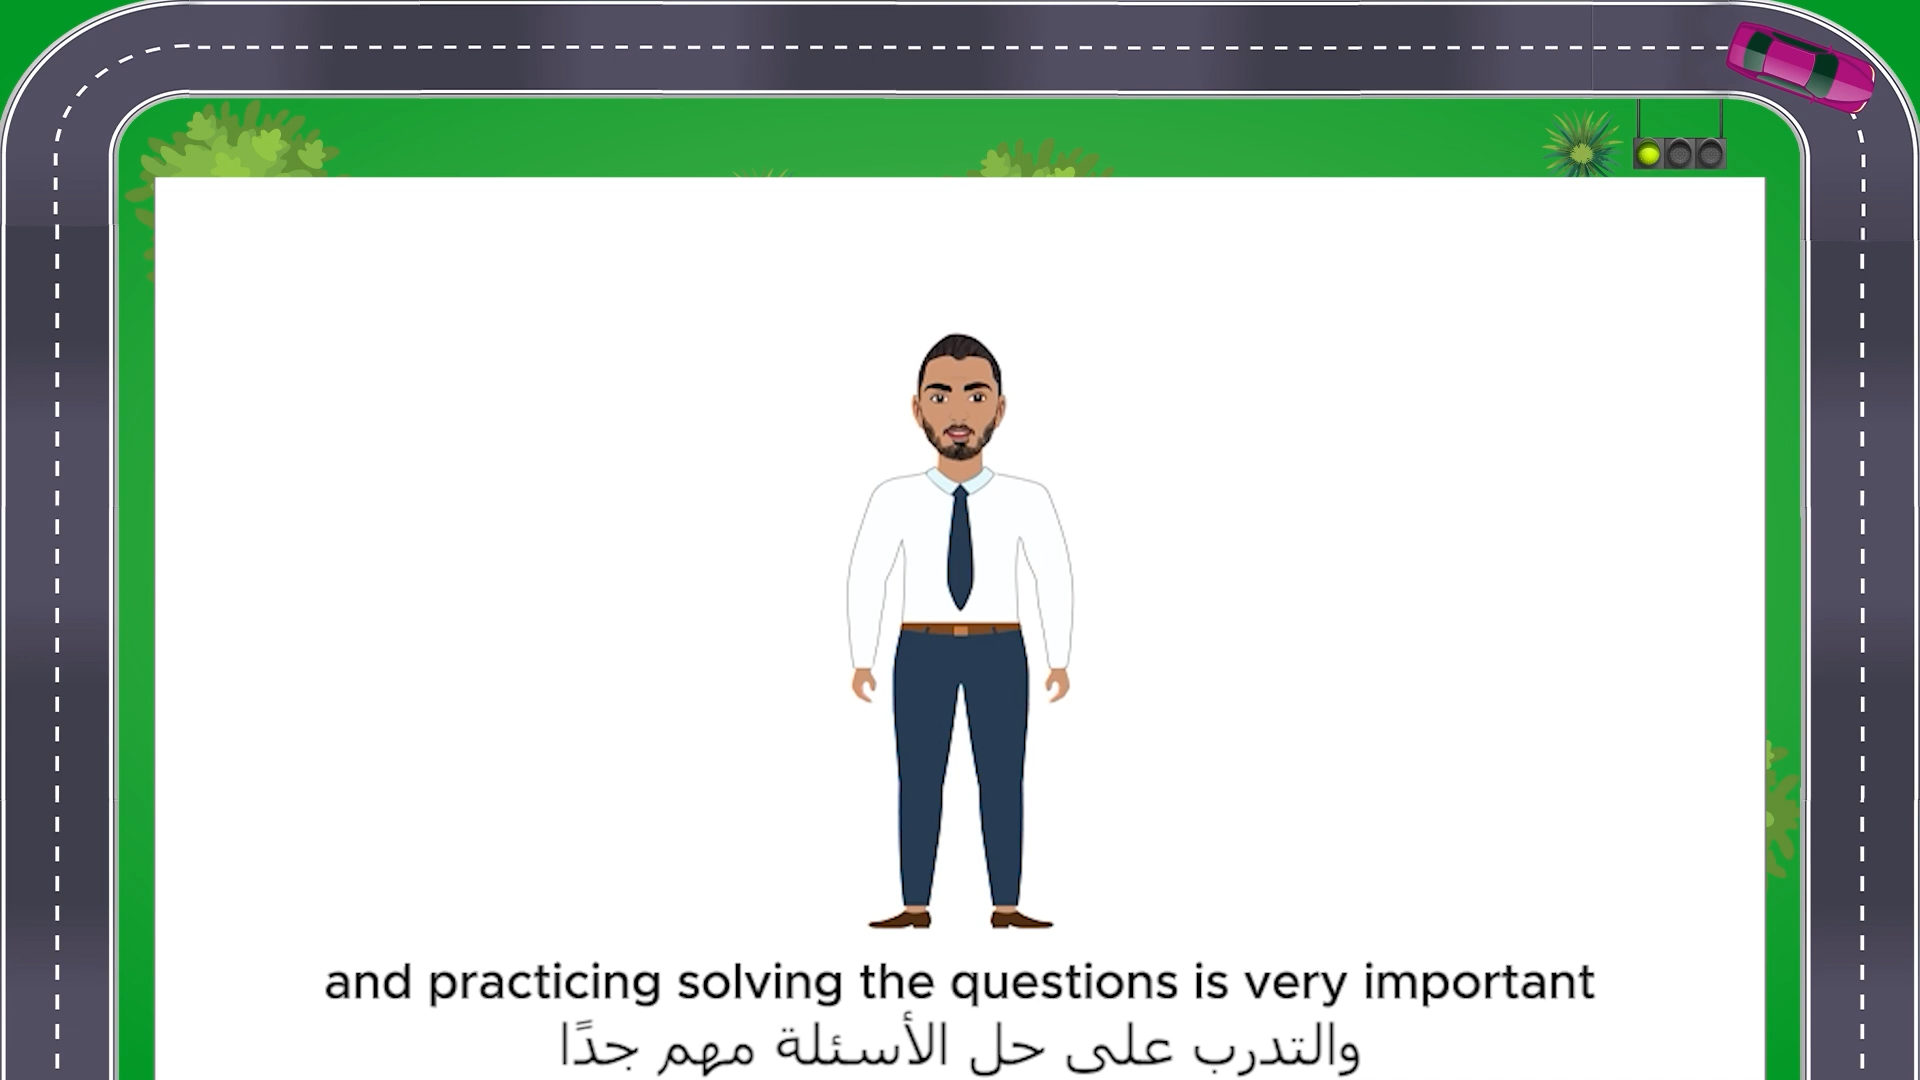 and practicing solving the questions is very important
والتدرب على حل الأسئلة مهم جدًا